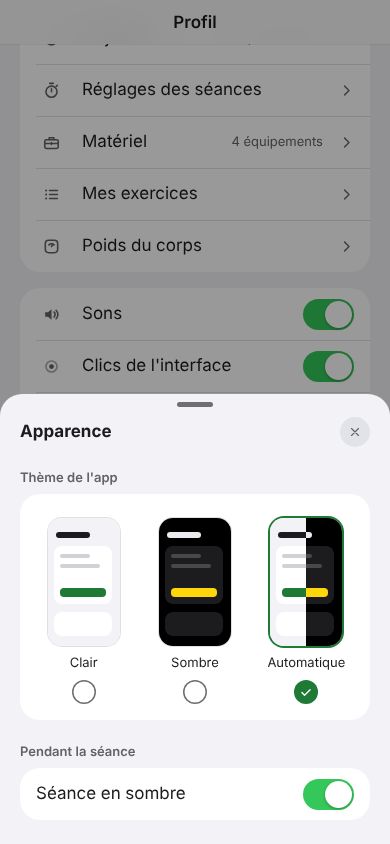 Profil
Réglages des séances
Matériel
4 équipements
Mes exercices
Poids du corps
Sons
Clics de l'interface
Apparence
Thème de l'app
Clair
Sombre
Automatique
Pendant la séance
Séance en sombre